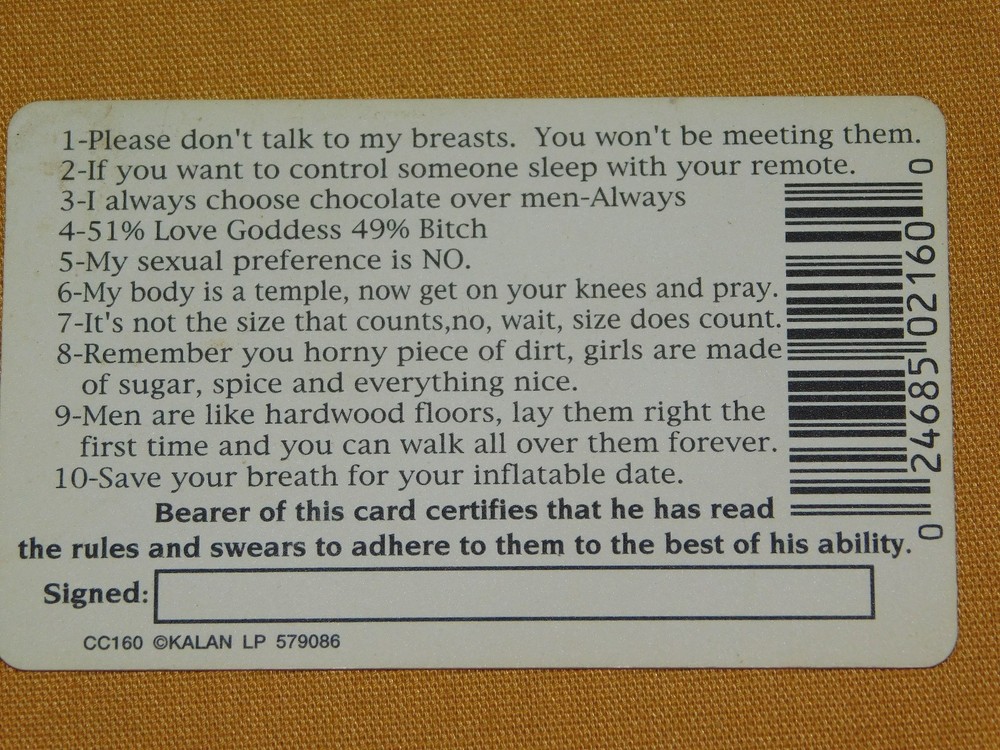 1-Please don't talk to my breasts. You won't be meeting them.
2-If you want to control someone sleep with your remote.
3-I always choose chocolate over men-Always
4-51% Love Goddess 49% Bitch
5-My sexual preference is NO.
6-My body is a temple, now get on your knees and pray.
7-It's not the size that counts,no, wait, size does count.
8-Remember you horny piece of dirt, girls are made
of sugar, spice and everything nice.
9-Men are like hardwood floors, lay them right the
first time and you can walk all over them forever.
10-Save your breath for your inflatable date.
Bearer of this card certifies that he has read
the rules and swears to adhere to them to the best of his ability.
Signed:
CC160 ©KALAN LP 579086
0 24685 02160 0